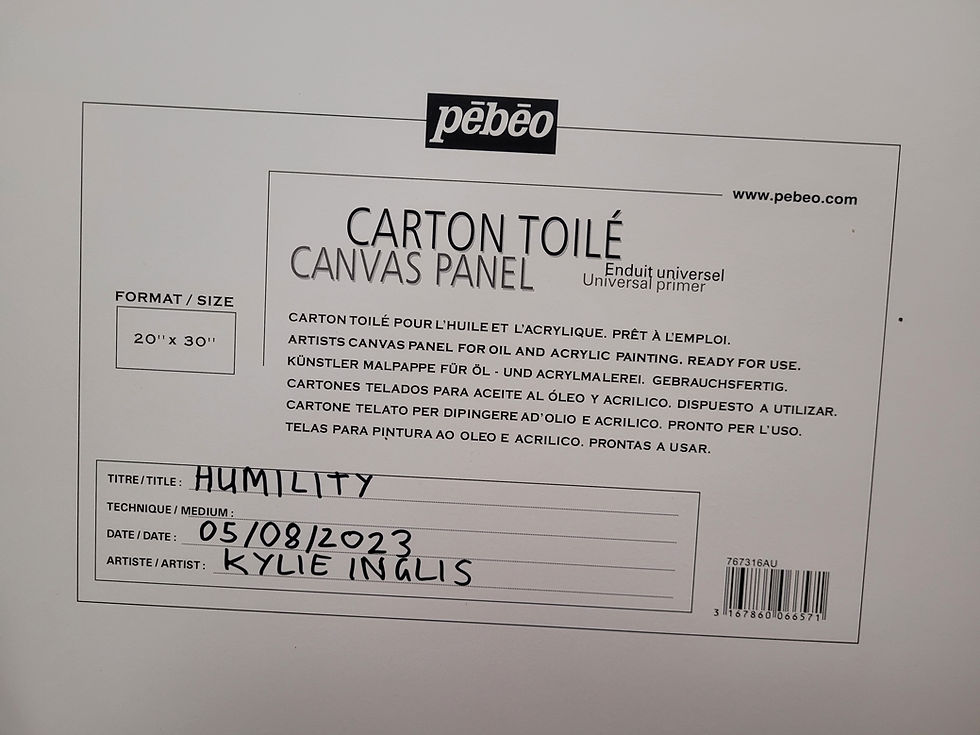 pēbēo
www.pebeo.com
CARTON TOILÉ
CANVAS PANEL
Enduit universel
Universal primer
FORMAT / SIZE
20" x 30"
CARTON TOILÉ POUR L'HUILE ET L'ACRYLIQUE. PRÊT À L'EMPLOI.
ARTISTS CANVAS PANEL FOR OIL AND ACRYLIC PAINTING. READY FOR USE.
KÜNSTLER MALPAPPE FÜR ÖL - UND ACRYLMALEREI. GEBRAUCHSFERTIG.
CARTONES TELADOS PARA ACEITE AL ÓLEO Y ACRILICO. DISPUESTO A UTILIZAR.
CARTONE TELATO PER DIPINGERE AD'OLIO E ACRILICO. PRONTO PER L'USO.
TELAS PARA PINTURA AO OLEO E ACRILICO. PRONTAS A USAR.
TITRE / TITLE : HUMILITY
TECHNIQUE / MEDIUM :
DATE / DATE : 05/08/2023
ARTISTE / ARTIST : KYLIE INGLIS
767316AU
3 167860 066571